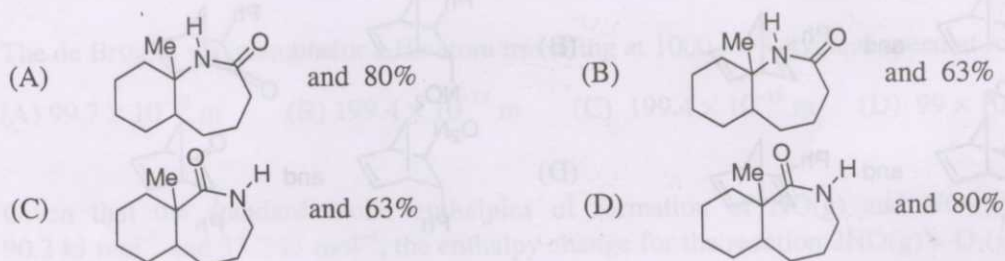 (A) Me H N O and 80%
(B) Me H N O and 63%
(C) Me O N H and 63%
(D) Me O N H and 80%